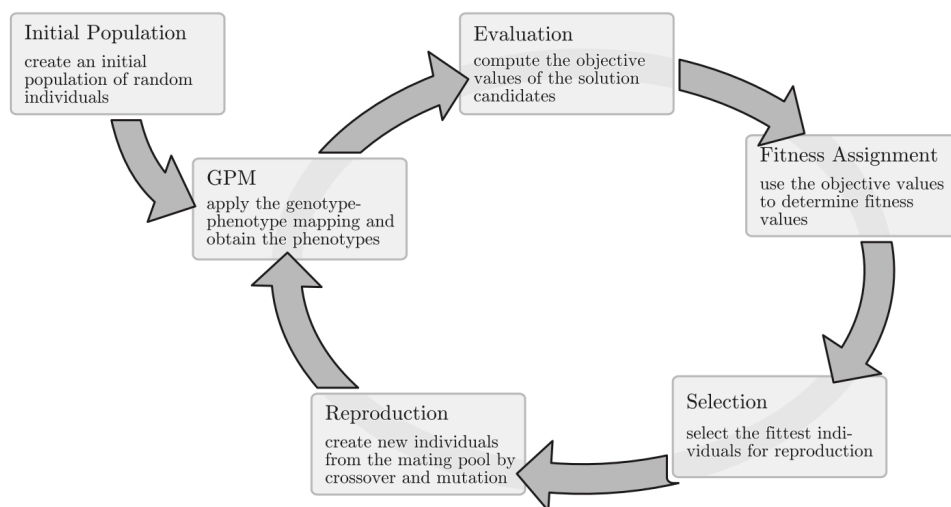 Initial Population
create an initial
population of random
individuals
Evaluation
compute the objective
values of the solution
candidates
Fitness Assignment
use the objective values
to determine fitness
values
GPM
apply the genotype-
phenotype mapping and
obtain the phenotypes
Selection
select the fittest indi-
viduals for reproduction
Reproduction
create new individuals
from the mating pool by
crossover and mutation